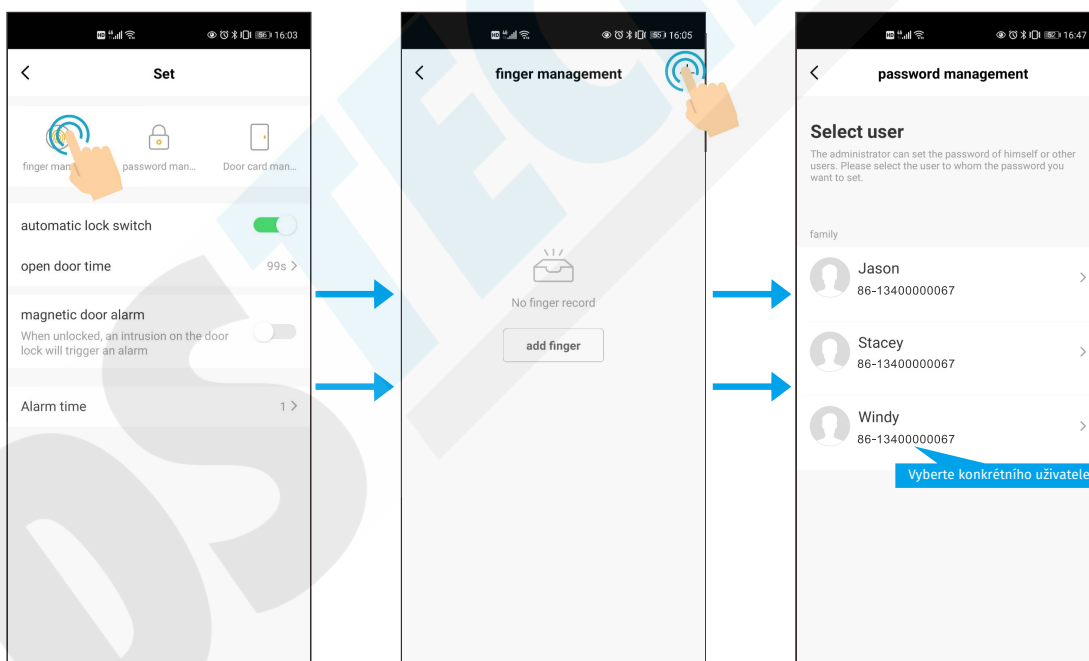 16:03
Set
finger man...
password man...
Door card man...
automatic lock switch
open door time
99s
magnetic door alarm
When unlocked, an intrusion on the door
lock will trigger an alarm
Alarm time
1
16:05
finger management
No finger record
add finger
16:47
password management
Select user
The administrator can set the password of himself or other
users. Please select the user to whom the password you
want to set.
family
Jason
86-13400000067
Stacey
86-13400000067
Windy
86-13400000067
Vyberte konkrétního uživatele